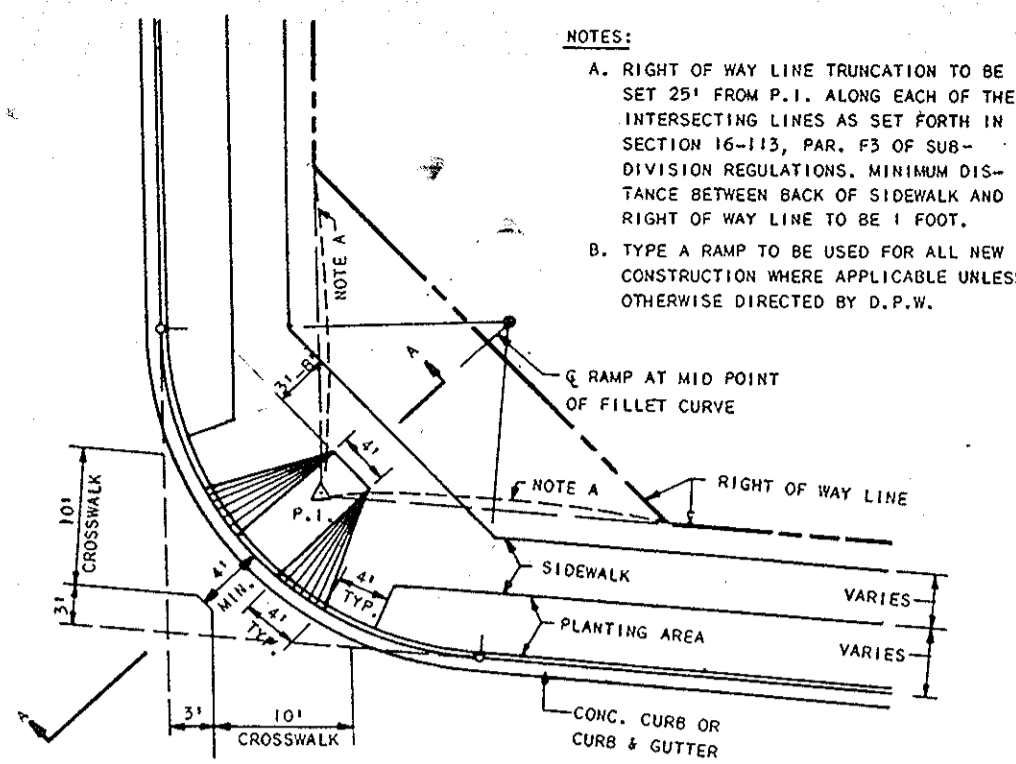 NOTES:
A. RIGHT OF WAY LINE TRUNCATION TO BE
SET 25' FROM P.I. ALONG EACH OF THE
INTERSECTING LINES AS SET FORTH IN
SECTION 16-113, PAR. F3 OF SUB-
DIVISION REGULATIONS. MINIMUM DIS-
TANCE BETWEEN BACK OF SIDEWALK AND
RIGHT OF WAY LINE TO BE 1 FOOT.
B. TYPE A RAMP TO BE USED FOR ALL NEW
CONSTRUCTION WHERE APPLICABLE UNLESS
OTHERWISE DIRECTED BY D.P.W.
NOTE A
A
3'-8"
℄ RAMP AT MID POINT
OF FILLET CURVE
4'
P.I.
NOTE A
RIGHT OF WAY LINE
10'
CROSSWALK
3'
4'
MIN.
4'
TYP.
4'
TYP.
SIDEWALK
PLANTING AREA
VARIES
VARIES
A
3'
10'
CROSSWALK
CONC. CURB OR
CURB & GUTTER